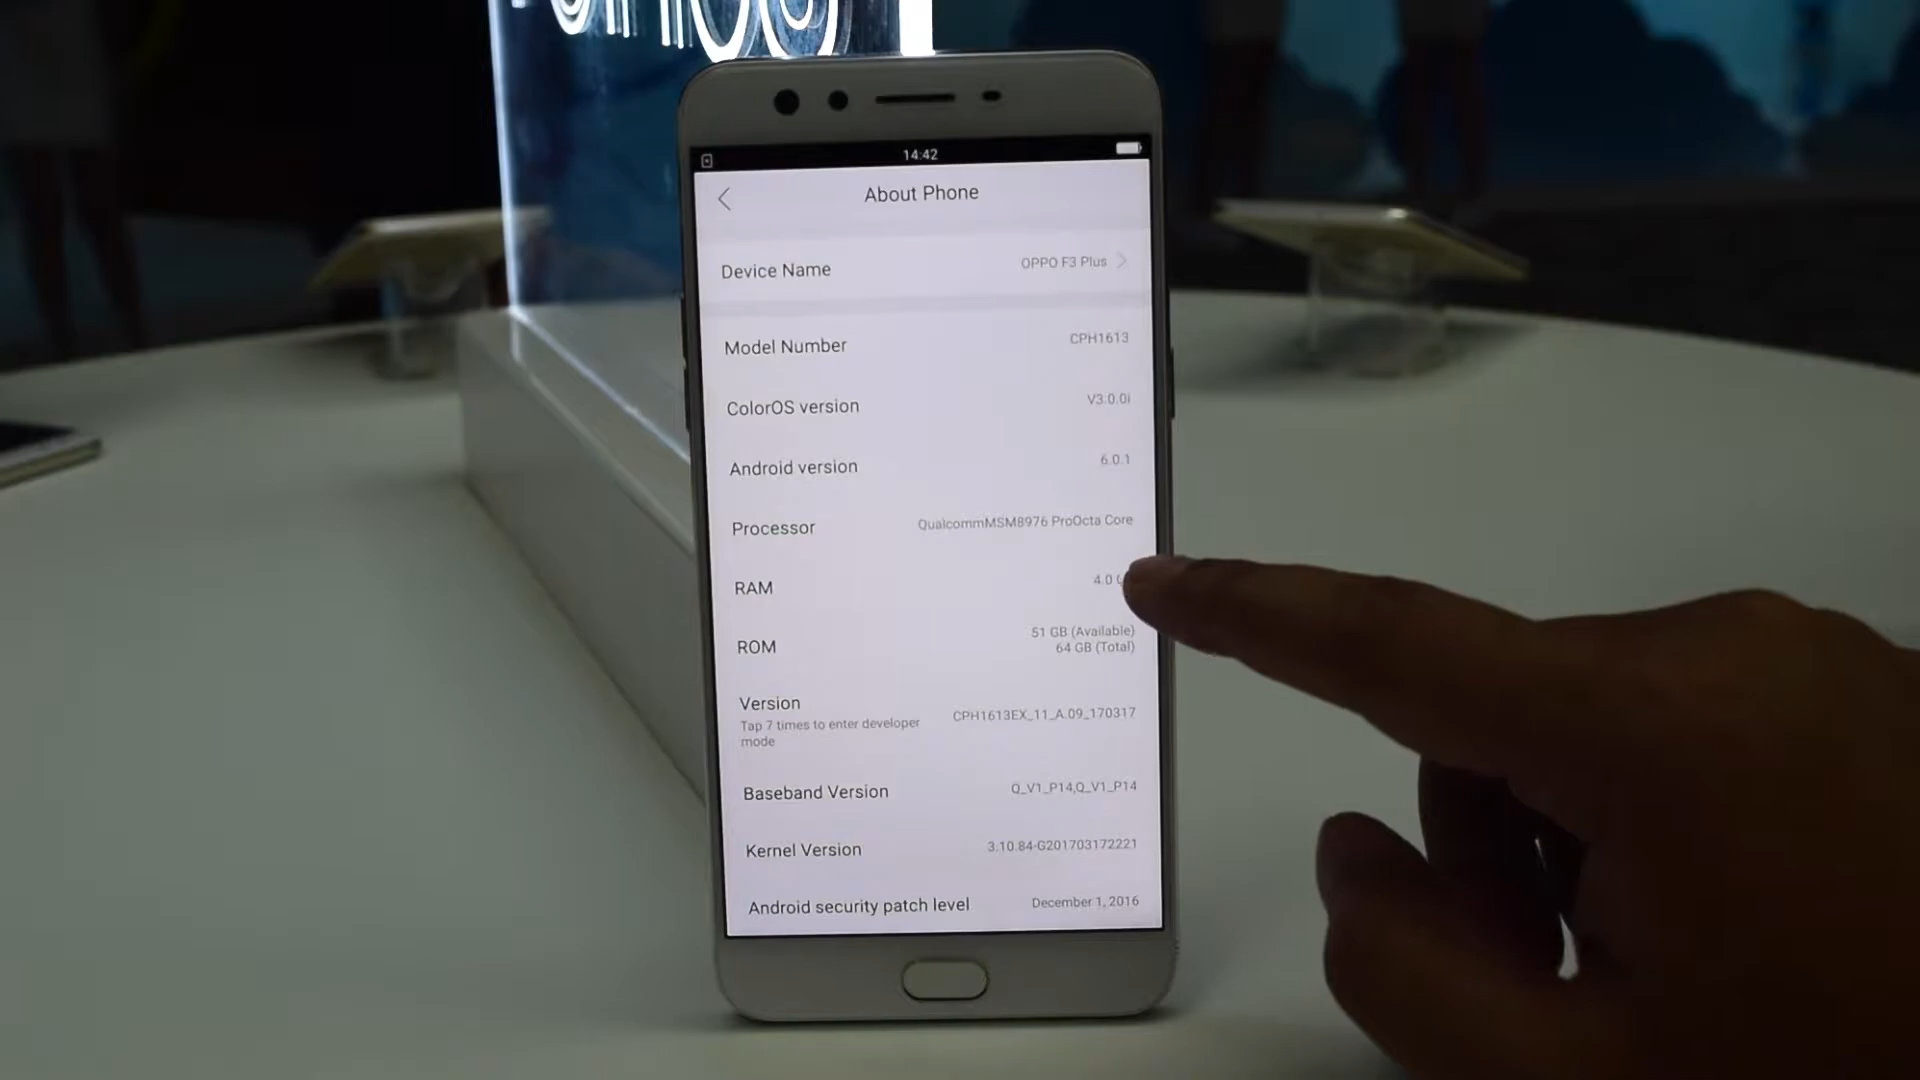 14:42
About Phone
Device Name OPPO F3 Plus
Model Number CPH1613
ColorOS version V3.0.0i
Android version 6.0.1
Processor QualcommMSM8976 ProOcta Core
RAM 4.0
ROM 51 GB (Available)
64 GB (Total)
Version CPH1613EX_11_A.09_170317
Tap 7 times to enter developer
mode
Baseband Version Q_V1_P14,Q_V1_P14
Kernel Version 3.10.84-G201703172221
Android security patch level December 1, 2016